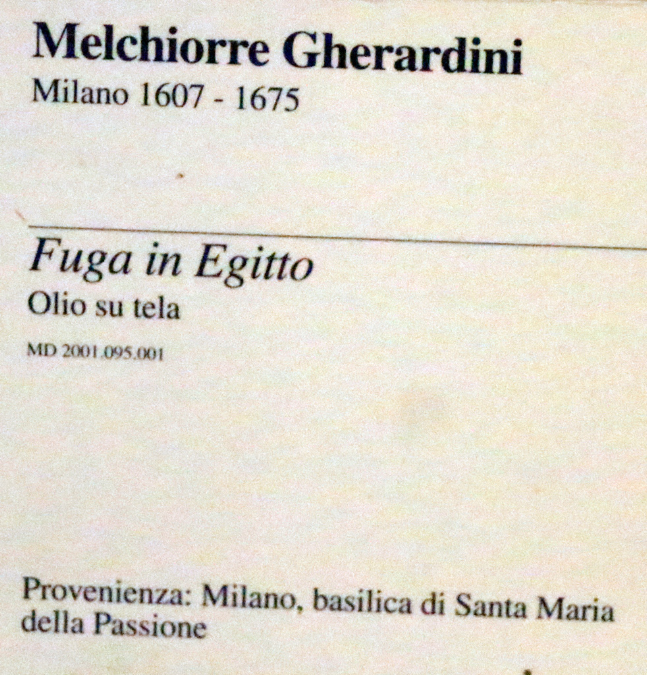 Melchiorre Gherardini
Milano 1607 - 1675
Fuga in Egitto
Olio su tela
MD 2001.095.001
Provenienza: Milano, basilica di Santa Maria
della Passione